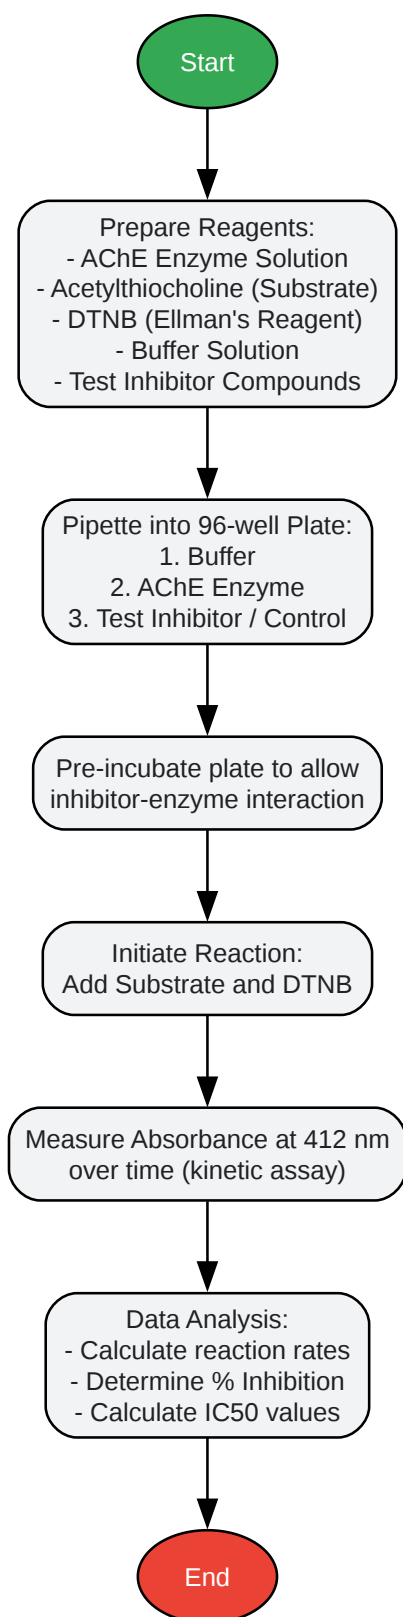 Start
Prepare Reagents:
- AChE Enzyme Solution
- Acetylthiocholine (Substrate)
- DTNB (Ellman's Reagent)
- Buffer Solution
- Test Inhibitor Compounds
Pipette into 96-well Plate:
1. Buffer
2. AChE Enzyme
3. Test Inhibitor / Control
Pre-incubate plate to allow
inhibitor-enzyme interaction
Initiate Reaction:
Add Substrate and DTNB
Measure Absorbance at 412 nm
over time (kinetic assay)
Data Analysis:
- Calculate reaction rates
- Determine % Inhibition
- Calculate IC50 values
End